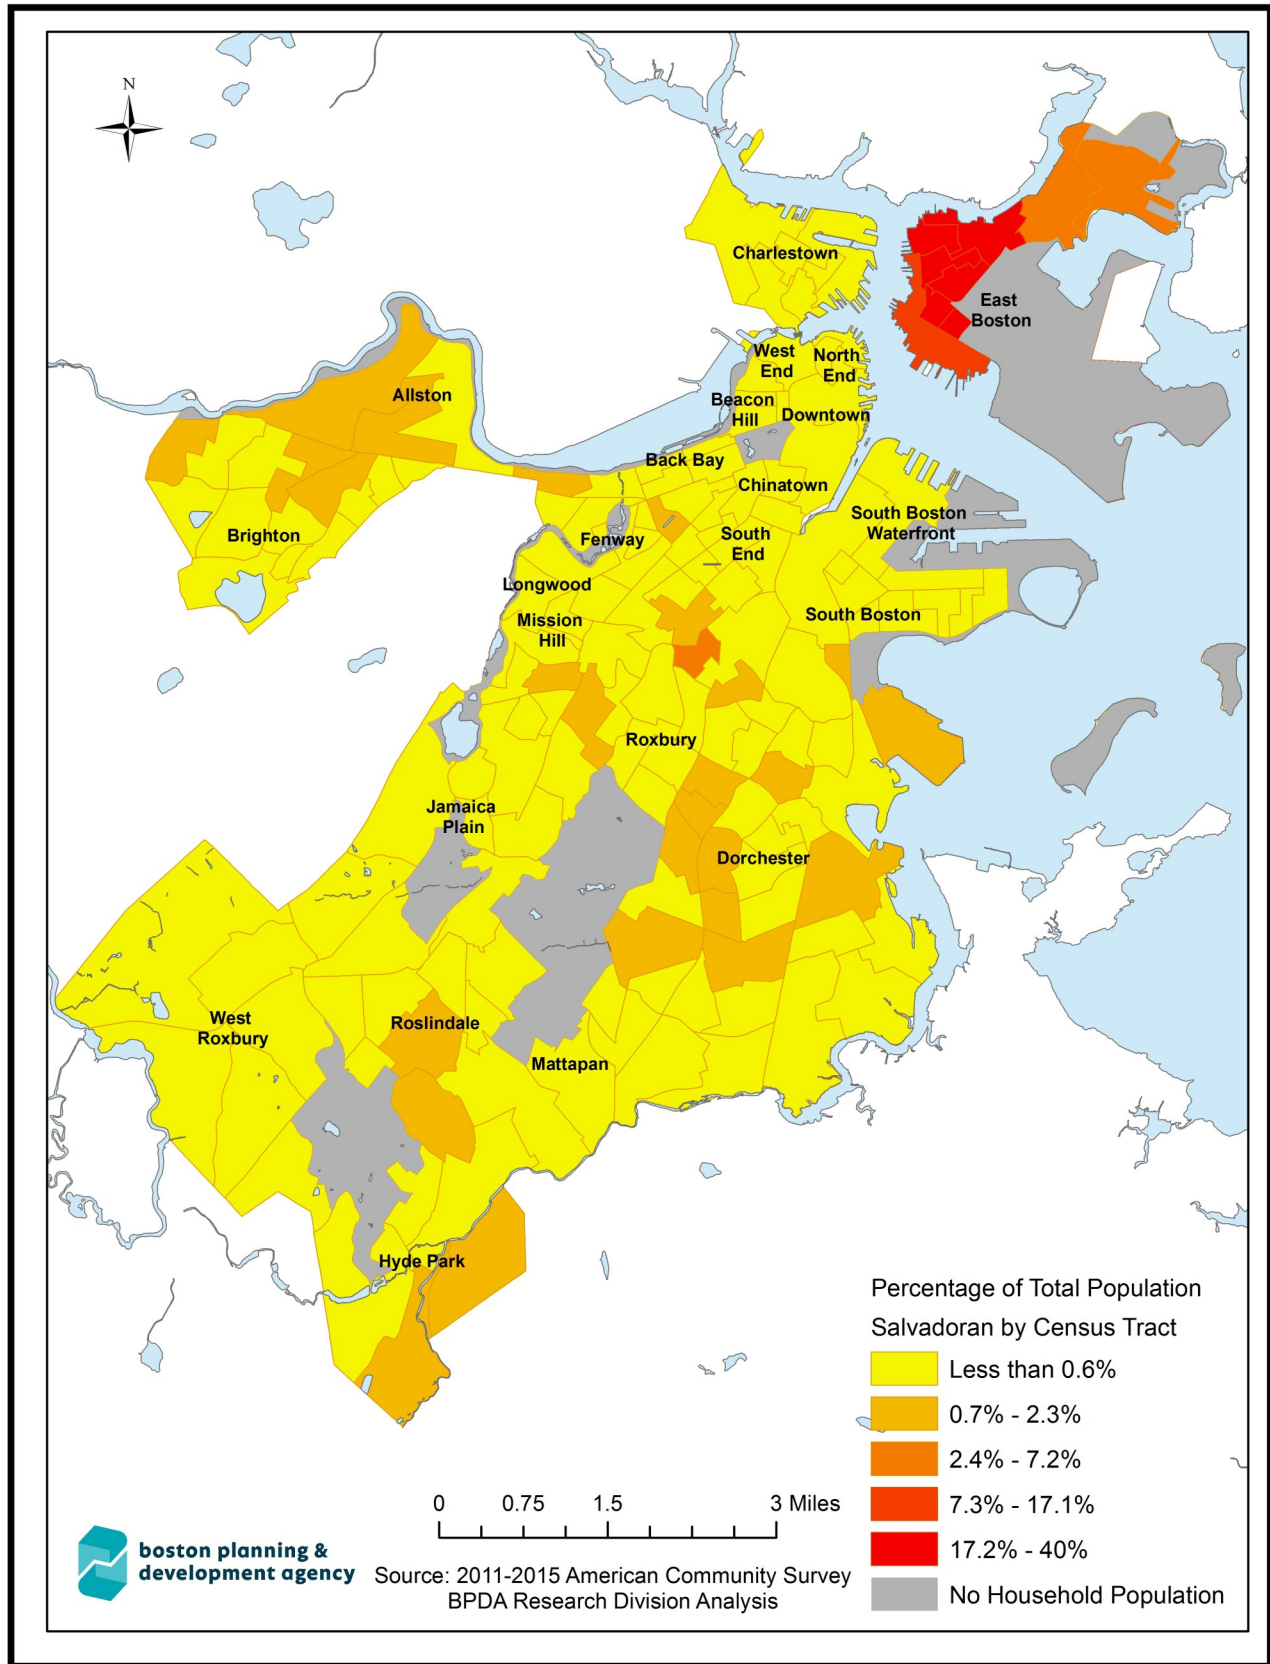 N
Charlestown
East
Boston
West
End
North
End
Allston
Beacon
Hill
Downtown
Back Bay
Chinatown
South Boston
Waterfront
Brighton
Fenway
South
End
Longwood
South Boston
Mission
Hill
Roxbury
Jamaica
Plain
Dorchester
West
Roxbury
Roslindale
Mattapan
Hyde Park
Percentage of Total Population
Salvadoran by Census Tract
Less than 0.6%
0.7% - 2.3%
2.4% - 7.2%
7.3% - 17.1%
17.2% - 40%
No Household Population
0 0.75 1.5 3 Miles
boston planning &
development agency
Source: 2011-2015 American Community Survey
BPDA Research Division Analysis